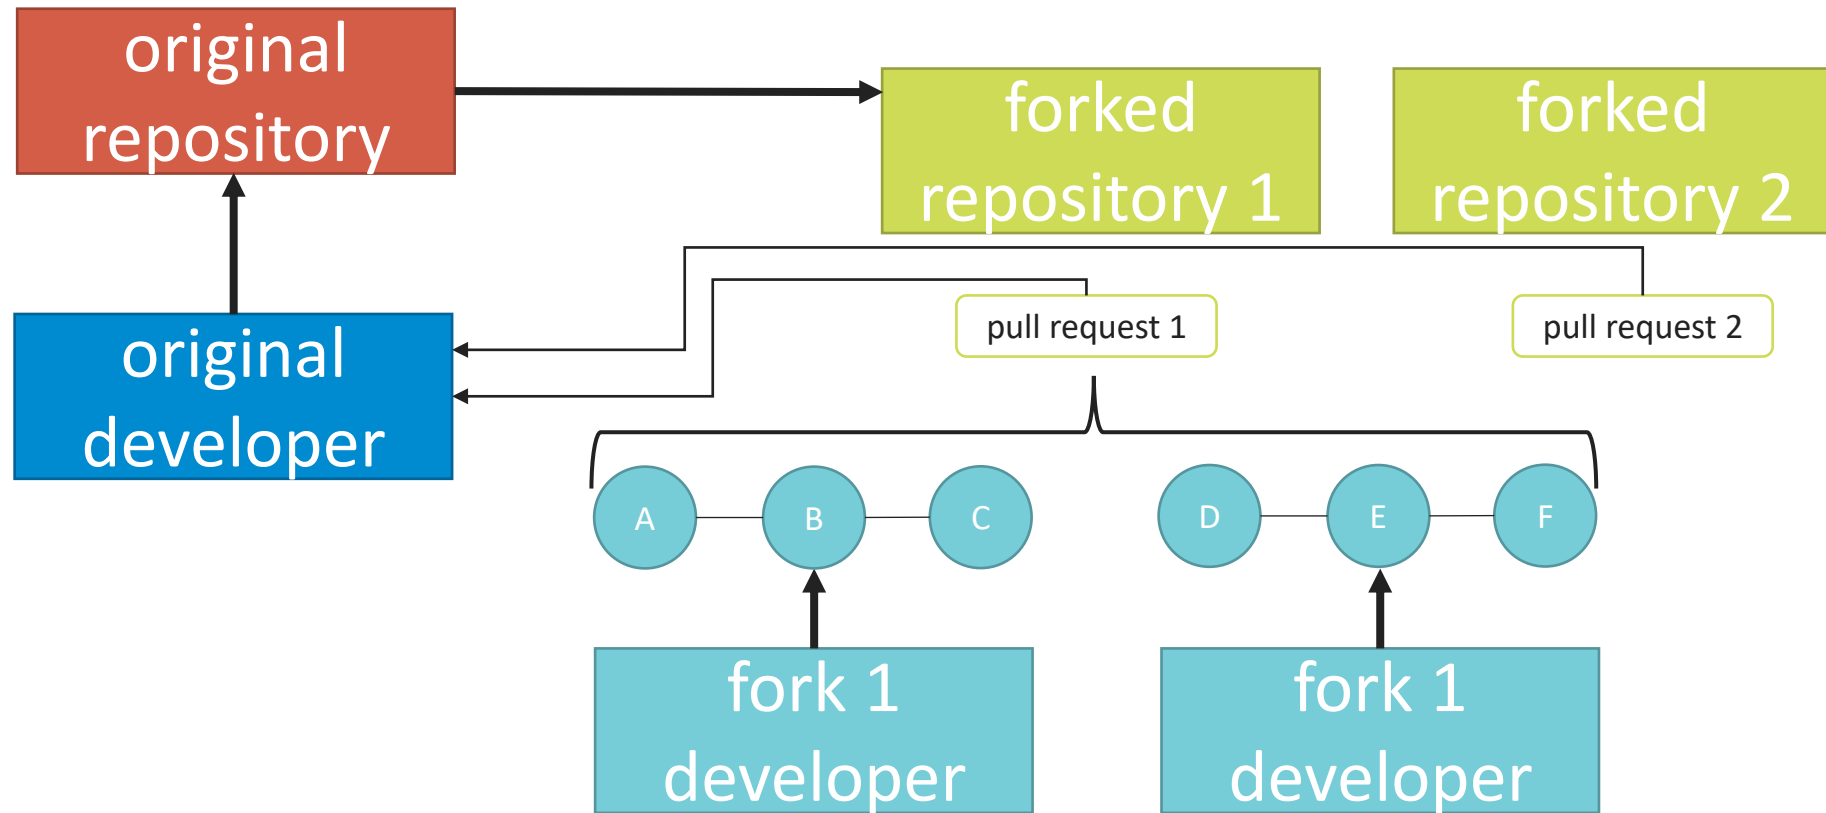 original
repository
forked
repository 1
forked
repository 2
original
developer
pull request 1
pull request 2
A
B
C
D
E
F
fork 1
developer
fork 1
developer